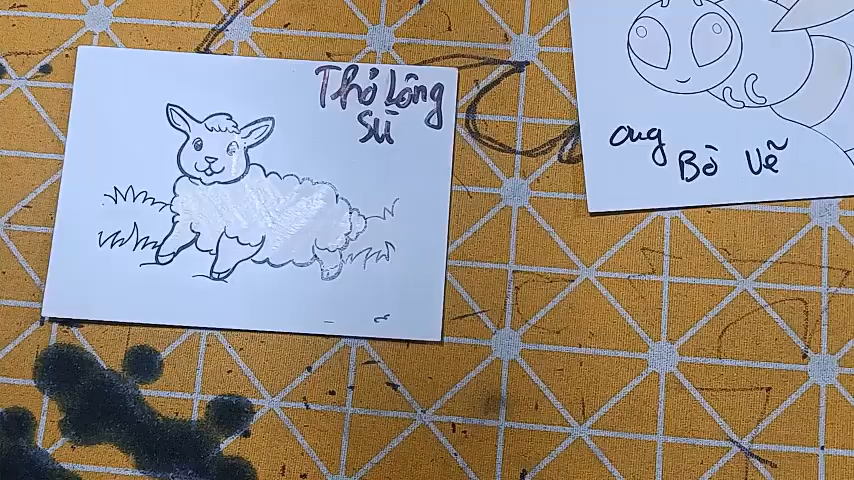 Thỏ Lông
Sù
ong
Bò Vẽ